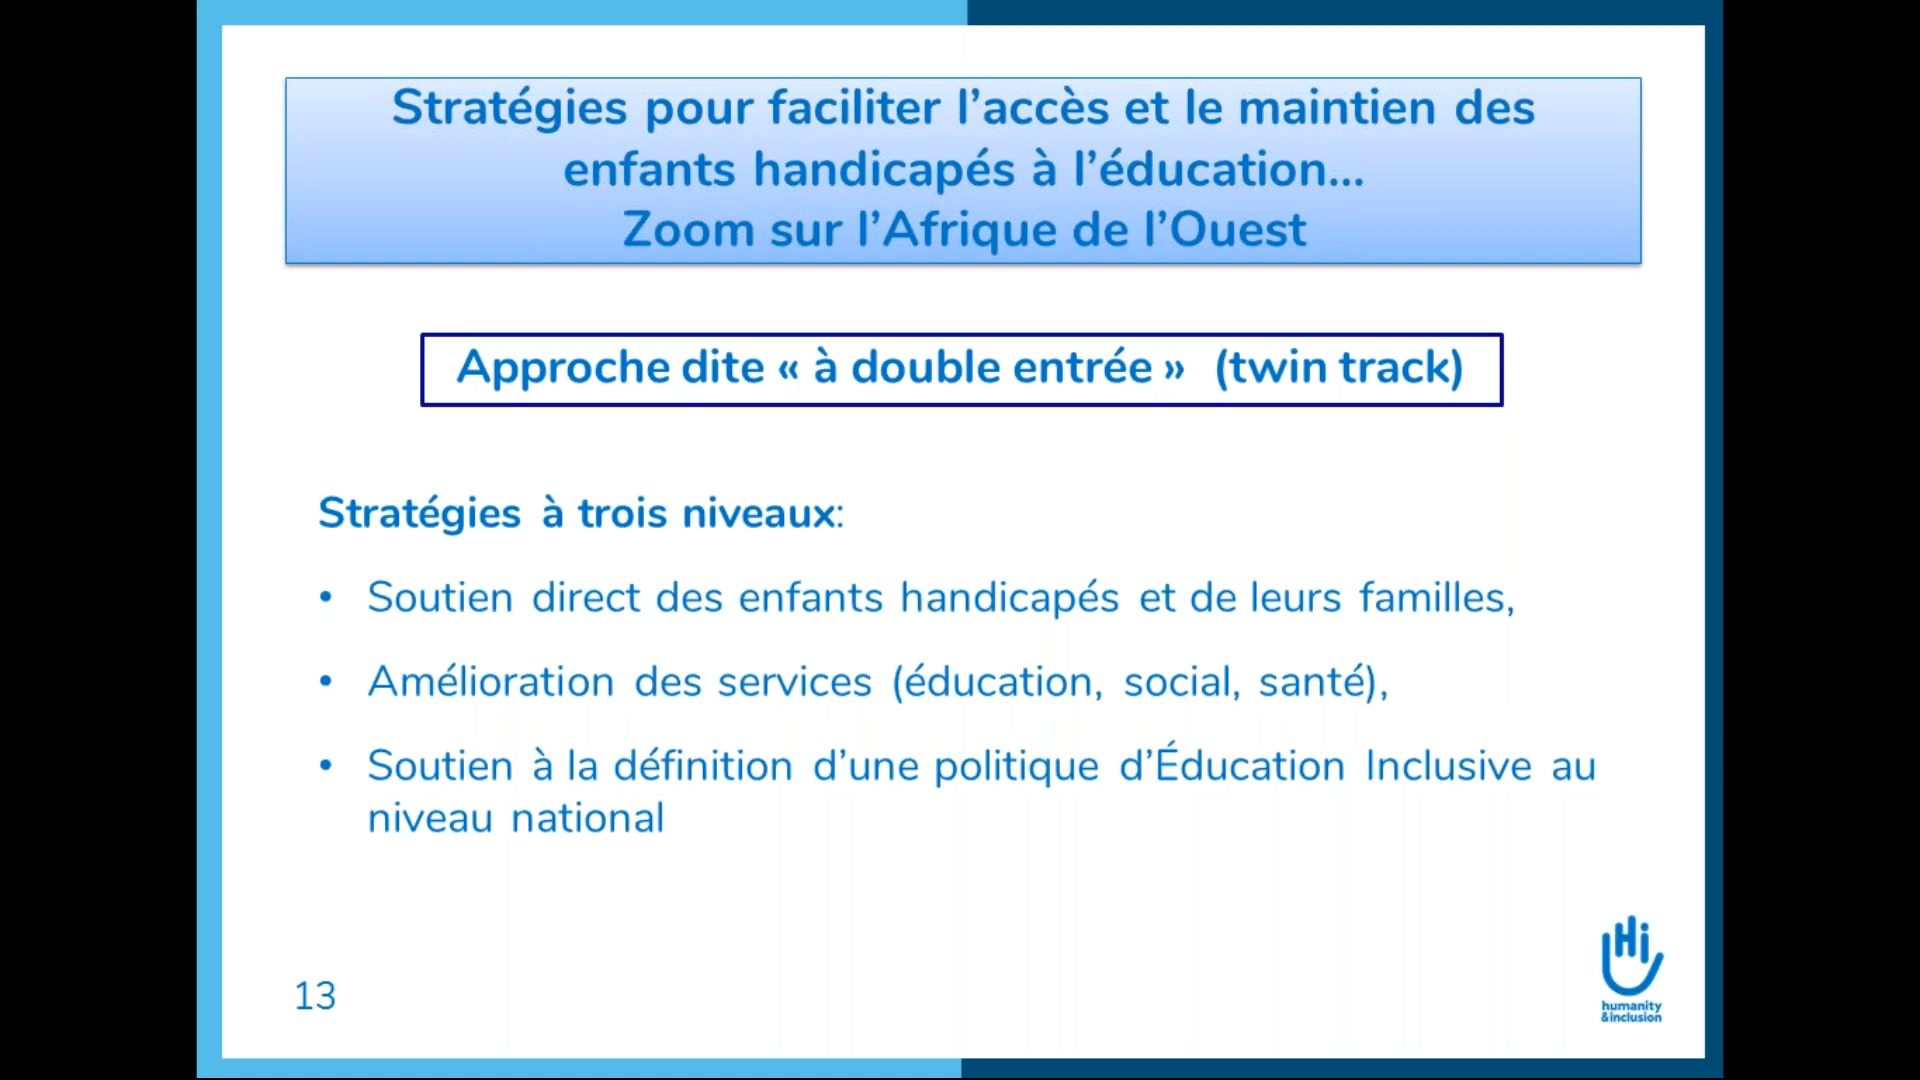 Stratégies pour faciliter l’accès et le maintien des
enfants handicapés à l’éducation...
Zoom sur l’Afrique de l’Ouest
Approche dite « à double entrée » (twin track)
Stratégies à trois niveaux:
• Soutien direct des enfants handicapés et de leurs familles,
• Amélioration des services (éducation, social, santé),
• Soutien à la définition d’une politique d’Éducation Inclusive au
niveau national
13
Hi
humanity
&inclusion